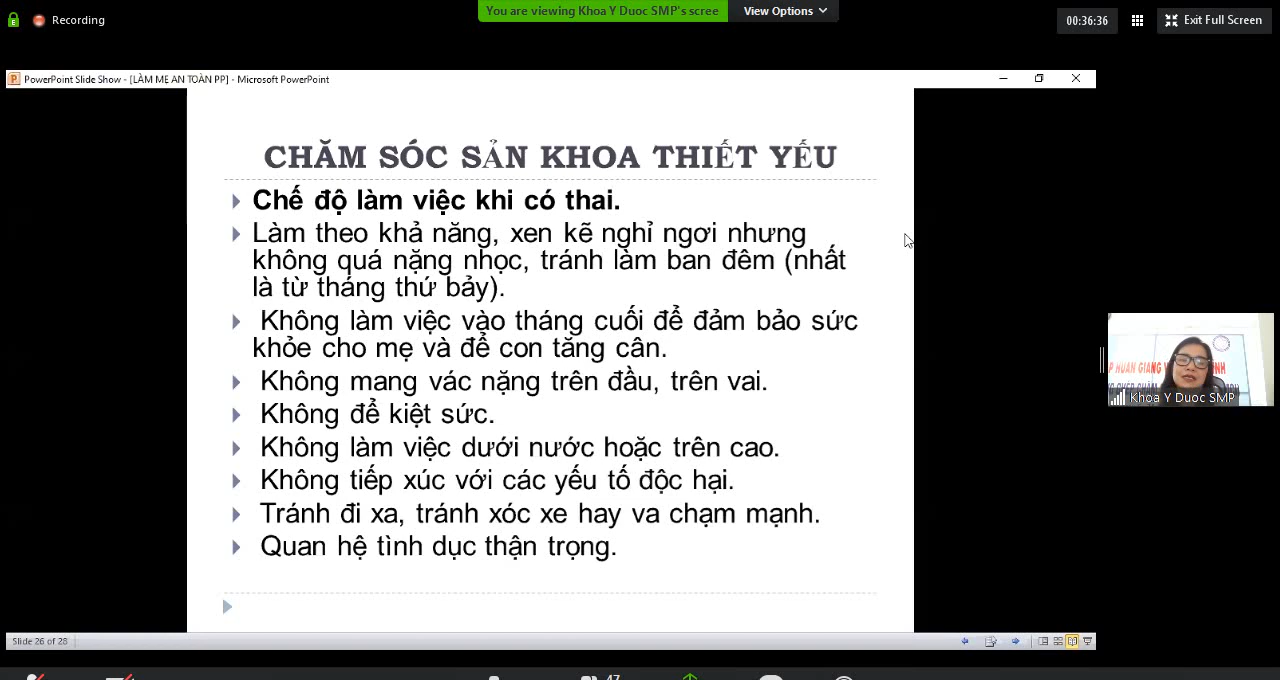 Recording
You are viewing Khoa Y Duoc SMP's scree
View Options
00:36:36
Exit Full Screen
PowerPoint Slide Show - [LÀM MẸ AN TOÀN PP] - Microsoft PowerPoint
CHĂM SÓC SẢN KHOA THIẾT YẾU
Chế độ làm việc khi có thai.
Làm theo khả năng, xen kẽ nghỉ ngơi nhưng
không quá nặng nhọc, tránh làm ban đêm (nhất
là từ tháng thứ bảy).
Không làm việc vào tháng cuối để đảm bảo sức
khỏe cho mẹ và để con tăng cân.
Không mang vác nặng trên đầu, trên vai.
Không để kiệt sức.
Không làm việc dưới nước hoặc trên cao.
Không tiếp xúc với các yếu tố độc hại.
Tránh đi xa, tránh xóc xe hay va chạm mạnh.
Quan hệ tình dục thận trọng.
HUẤN GIẢNG
Khoa Y Duoc SMP
Slide 26 of 28
47